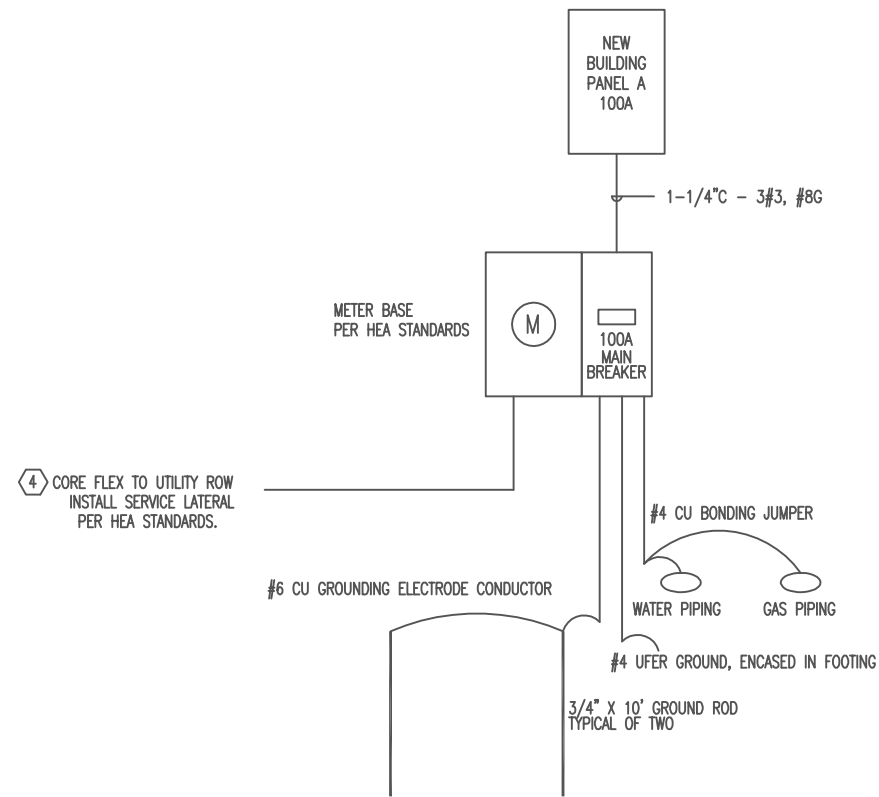 NEW
BUILDING
PANEL A
100A
1-1/4"C - 3#3, #8G
METER BASE
PER HEA STANDARDS
M
100A
MAIN
BREAKER
4 CORE FLEX TO UTILITY ROW
INSTALL SERVICE LATERAL
PER HEA STANDARDS.
#4 CU BONDING JUMPER
#6 CU GROUNDING ELECTRODE CONDUCTOR
WATER PIPING
GAS PIPING
#4 UFER GROUND, ENCASED IN FOOTING
3/4" X 10' GROUND ROD
TYPICAL OF TWO